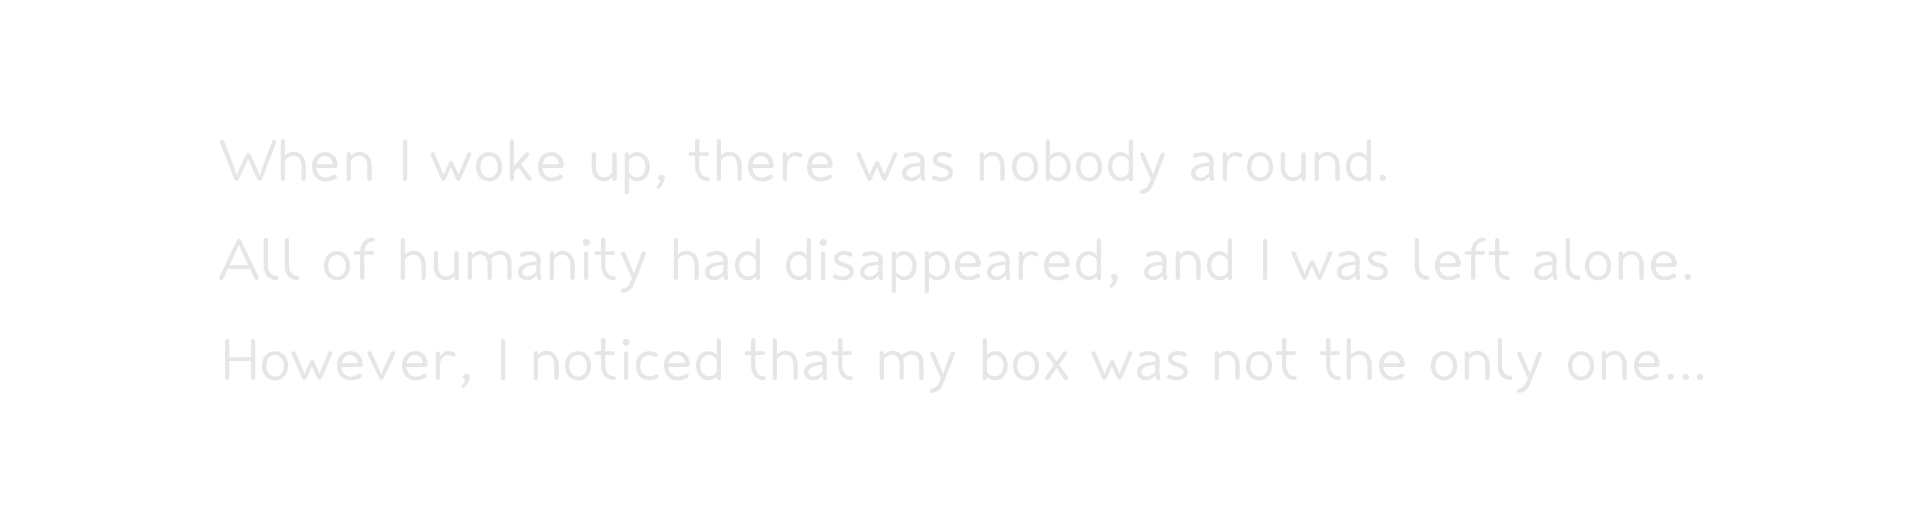 When I woke up, there was nobody around.
All of humanity had disappeared, and I was left alone.
However, I noticed that my box was not the only one...